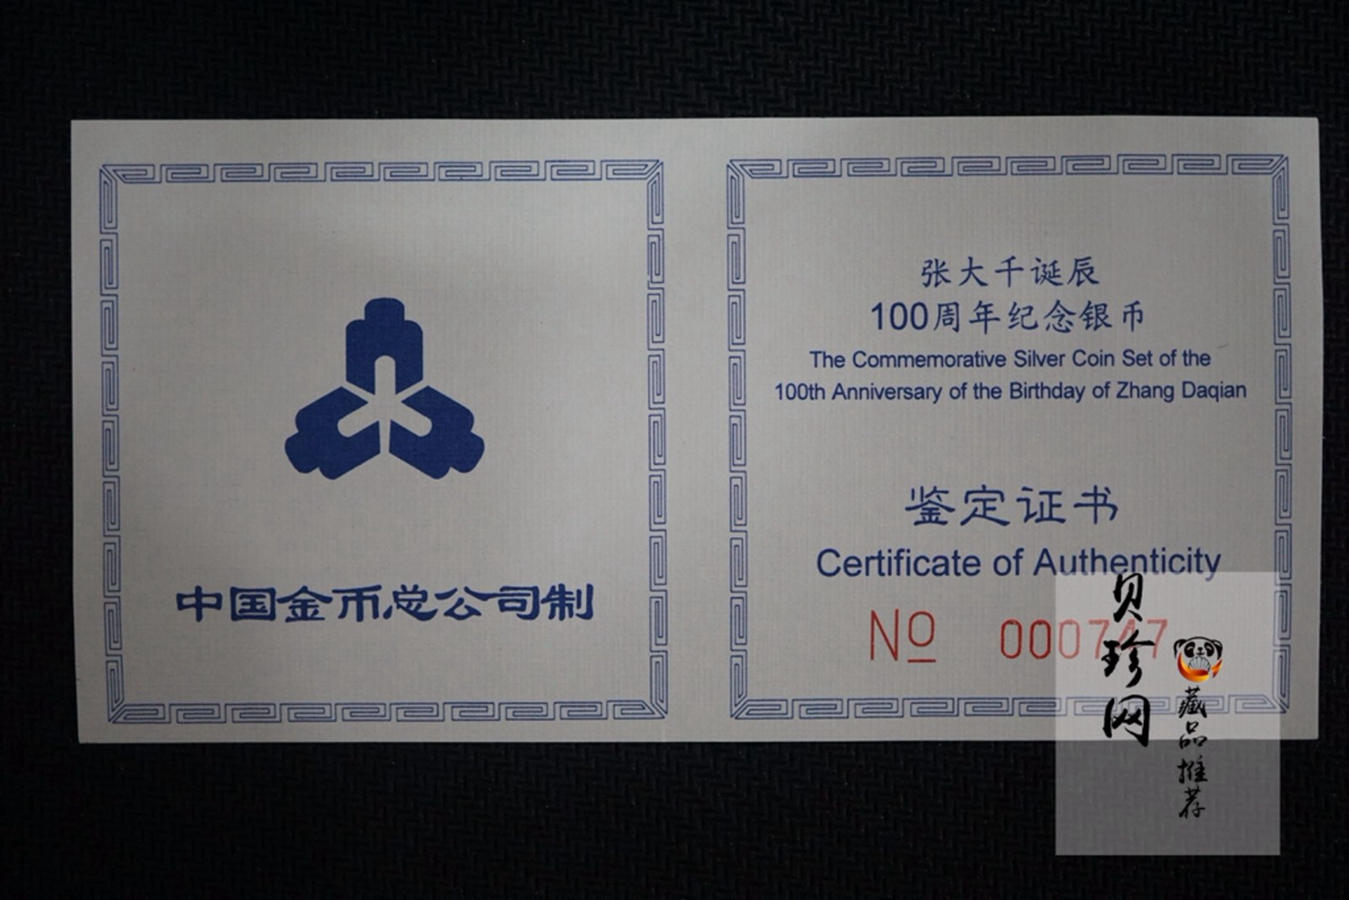 中国金币总公司制
张大千诞辰
100周年纪念银币
The Commemorative Silver Coin Set of the
100th Anniversary of the Birthday of Zhang Daqian
鉴定证书
Certificate of Authenticity
No 000747
贝珍网
藏品推荐